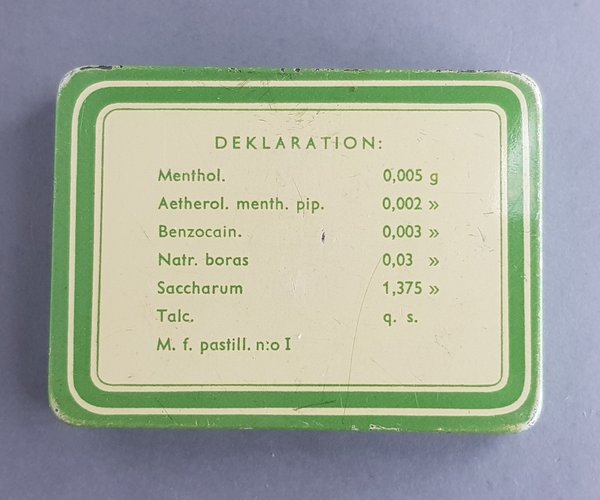 DEKLARATION:
Menthol. 0,005 g
Aetherol. menth. pip. 0,002 »
Benzocain. 0,003 »
Natr. boras 0,03 »
Saccharum 1,375 »
Talc. q. s.
M. f. pastill. n:o I